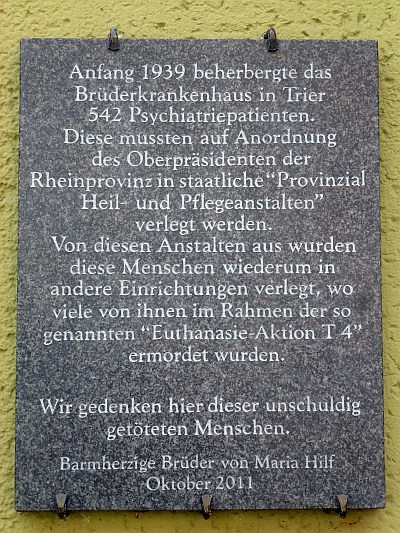 Anfang 1939 beherbergte das
Brüderkrankenhaus in Trier
542 Psychiatriepatienten.
Diese mussten auf Anordnung
des Oberpräsidenten der
Rheinprovinz in staatliche “Provinzial
Heil- und Pflegeanstalten”
verlegt werden.
Von diesen Anstalten aus wurden
diese Menschen wiederum in
andere Einrichtungen verlegt, wo
viele von ihnen im Rahmen der so
genannten “Euthanasie-Aktion T 4”
ermordet wurden.
Wir gedenken hier dieser unschuldig
getöteten Menschen.
Barmherzige Brüder von Maria Hilf
Oktober 2011